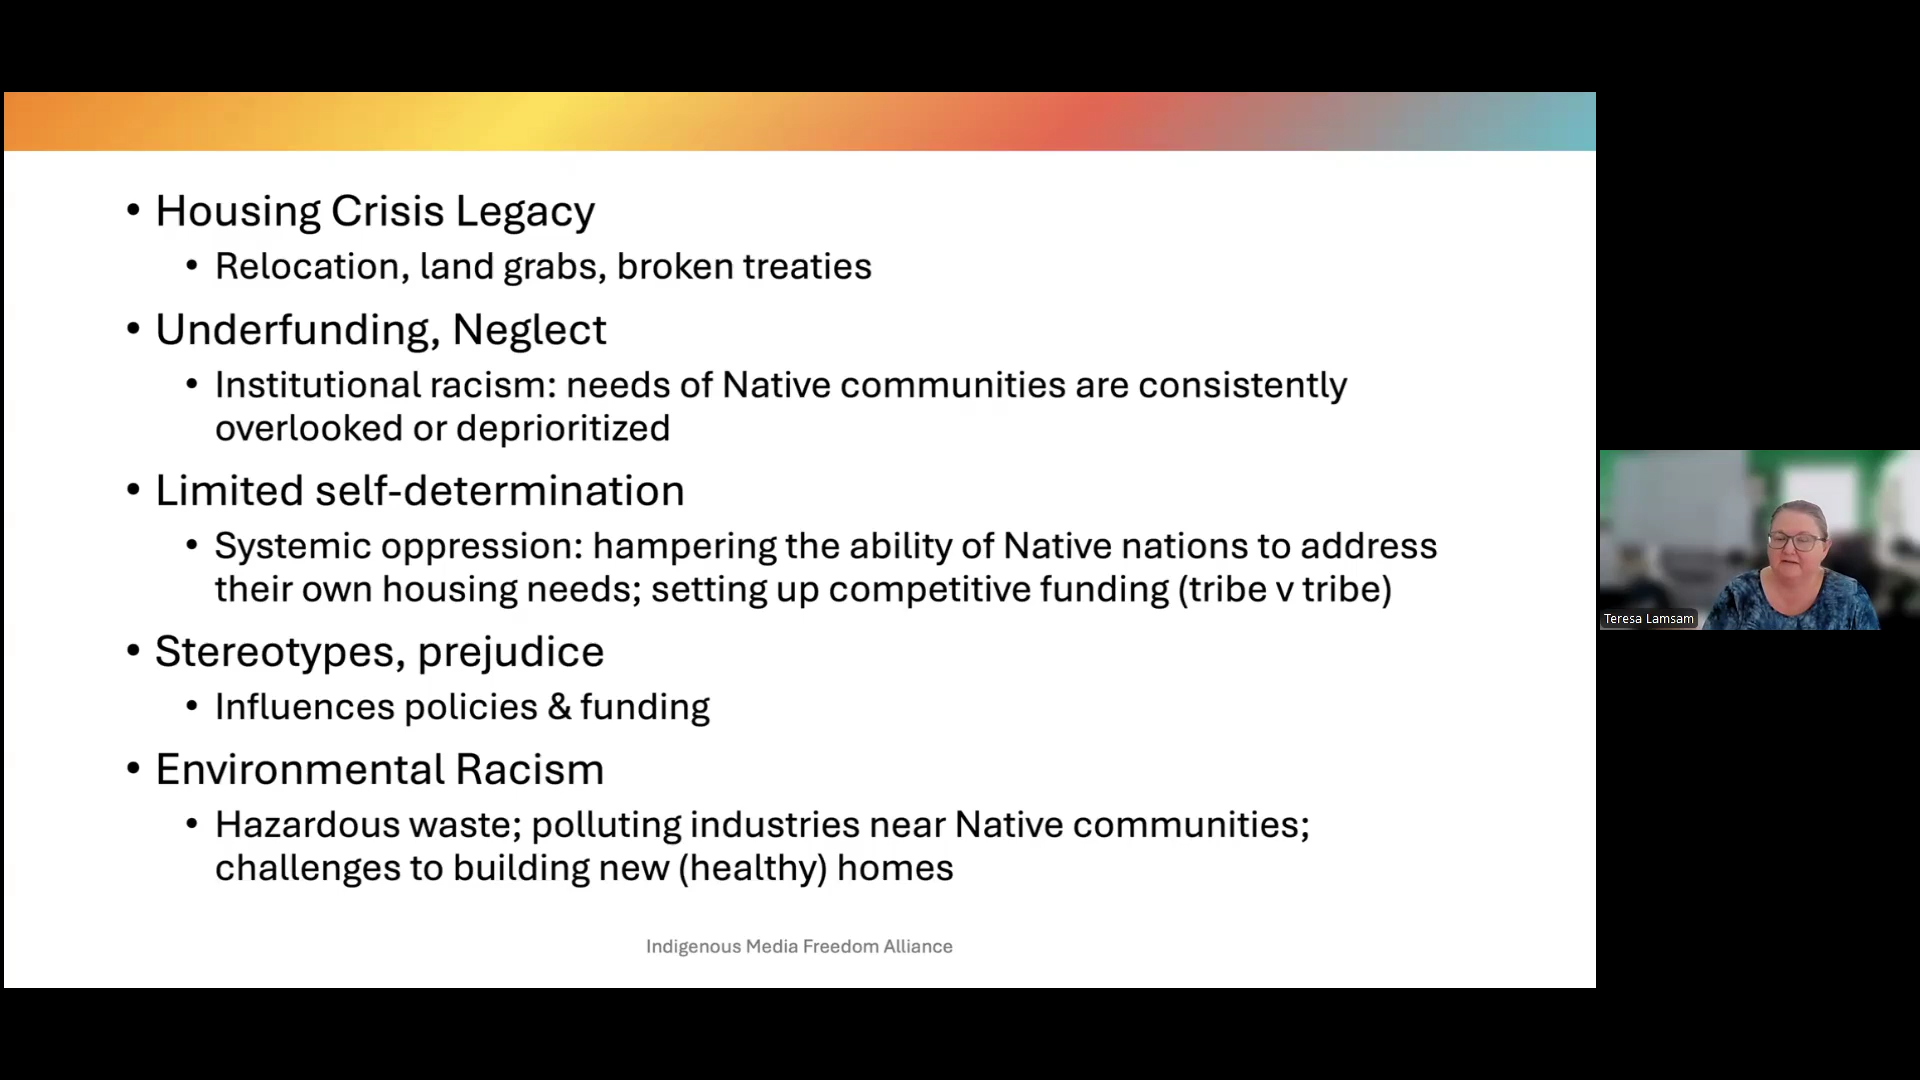 • Housing Crisis Legacy
• Relocation, land grabs, broken treaties
• Underfunding, Neglect
• Institutional racism: needs of Native communities are consistently
overlooked or deprioritized
• Limited self-determination
• Systemic oppression: hampering the ability of Native nations to address
their own housing needs; setting up competitive funding (tribe v tribe)
• Stereotypes, prejudice
• Influences policies & funding
• Environmental Racism
• Hazardous waste; polluting industries near Native communities;
challenges to building new (healthy) homes
Indigenous Media Freedom Alliance
Teresa Lamsam